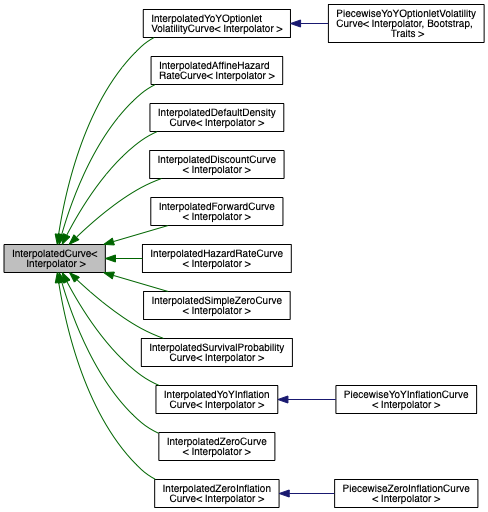 InterpolatedYoYOptionlet
VolatilityCurve< Interpolator >
PiecewiseYoYOptionletVolatility
Curve< Interpolator, Bootstrap,
Traits >
InterpolatedAffineHazard
RateCurve< Interpolator >
InterpolatedDefaultDensity
Curve< Interpolator >
InterpolatedDiscountCurve
< Interpolator >
InterpolatedForwardCurve
< Interpolator >
InterpolatedCurve<
Interpolator >
InterpolatedHazardRateCurve
< Interpolator >
InterpolatedSimpleZeroCurve
< Interpolator >
InterpolatedSurvivalProbability
Curve< Interpolator >
InterpolatedYoYInflation
Curve< Interpolator >
PiecewiseYoYInflationCurve
< Interpolator >
InterpolatedZeroCurve
< Interpolator >
InterpolatedZeroInflation
Curve< Interpolator >
PiecewiseZeroInflationCurve
< Interpolator >